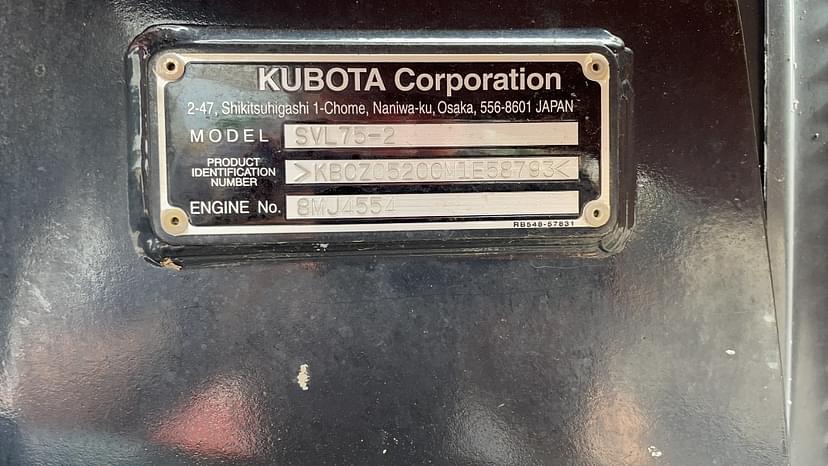 KUBOTA Corporation
2-47, Shikitsuhigashi 1-Chome, Naniwa-ku, Osaka, 556-8601 JAPAN
MODEL SVL75-2
PRODUCT
IDENTIFICATION
NUMBER
>KBCZ052CCM1E58793<
ENGINE No. 8MJ4554
RB548-57831